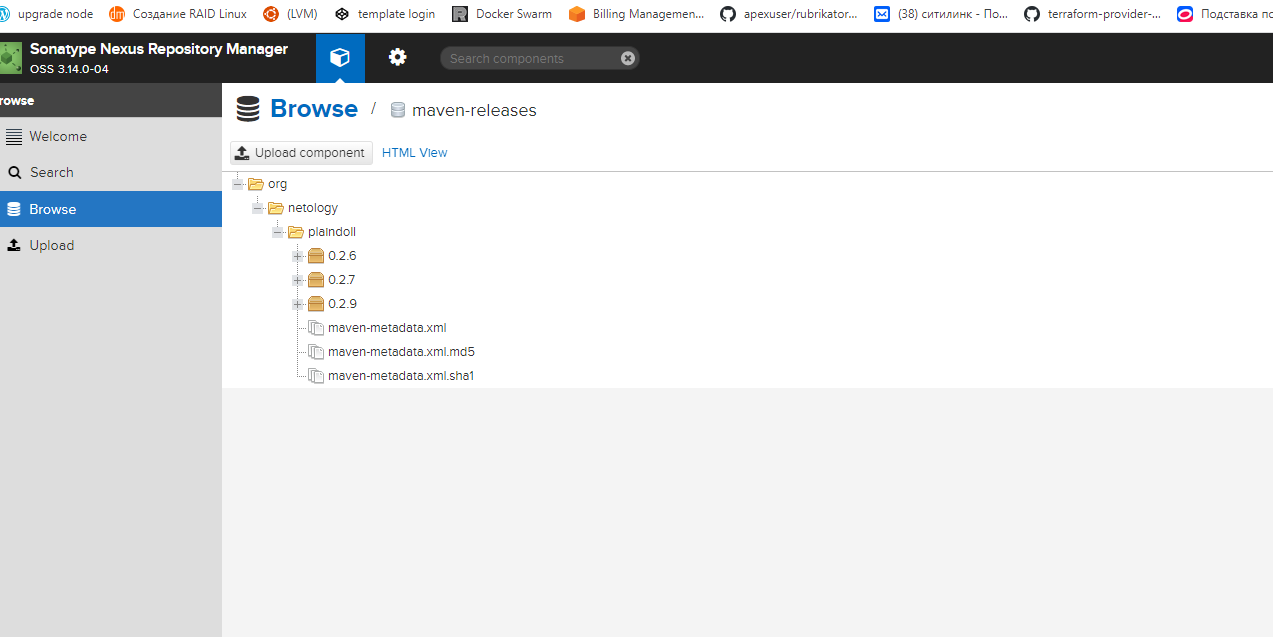 upgrade node Создание RAID Linux (LVM) template login Docker Swarm Billing Managemen... apexuser/rubrikator... (38) ситилинк - По... terraform-provider-... Подставка по
Sonatype Nexus Repository Manager
OSS 3.14.0-04
Search components
rowse
Welcome
Search
Browse
Upload
Browse / maven-releases
Upload component HTML View
org
netology
plaindoll
0.2.6
0.2.7
0.2.9
maven-metadata.xml
maven-metadata.xml.md5
maven-metadata.xml.sha1